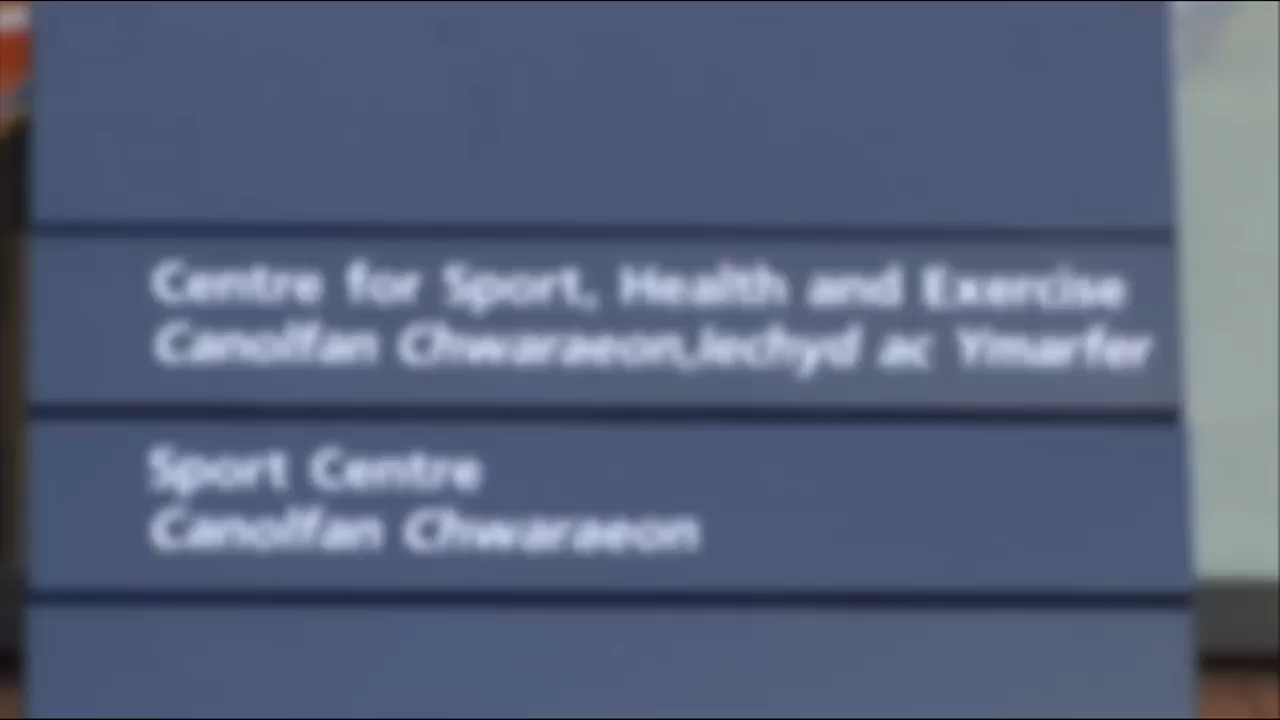 Centre for Sport, Health and Exercise
Canolfan Chwaraeon,Iechyd ac Ymarfer
Sport Centre
Canolfan Chwaraeon